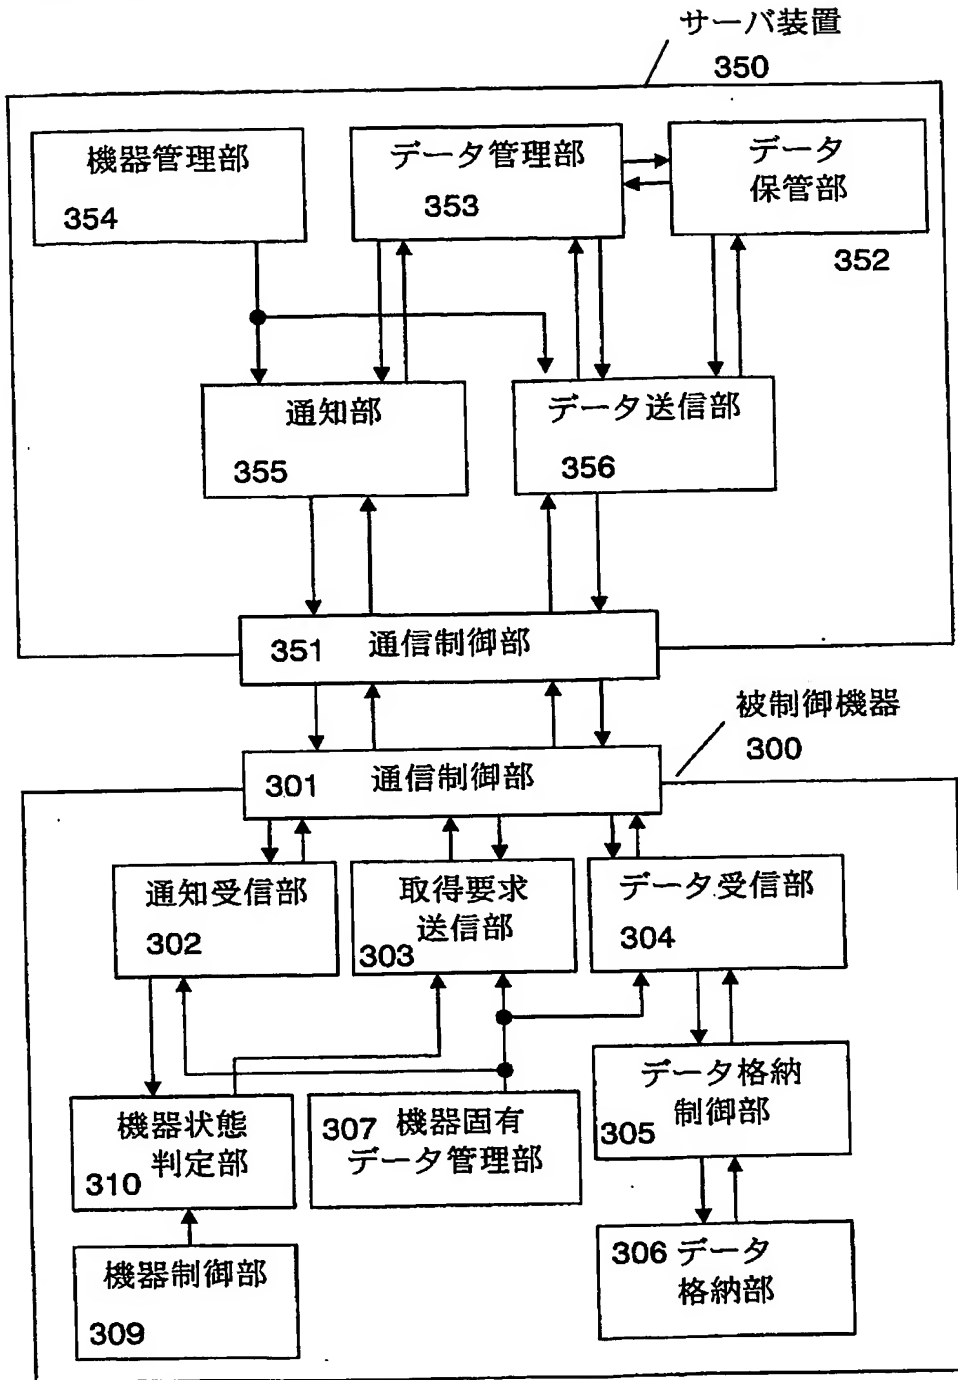 サーバ装置
350
機器管理部
354
データ管理部
353
データ
保管部
352
通知部
355
データ送信部
356
351 通信制御部
被制御機器
300
301 通信制御部
通知受信部
302
取得要求
送信部
303
データ受信部
304
機器状態
判定部
310
307 機器固有
データ管理部
データ格納
制御部
305
機器制御部
309
306 データ
格納部